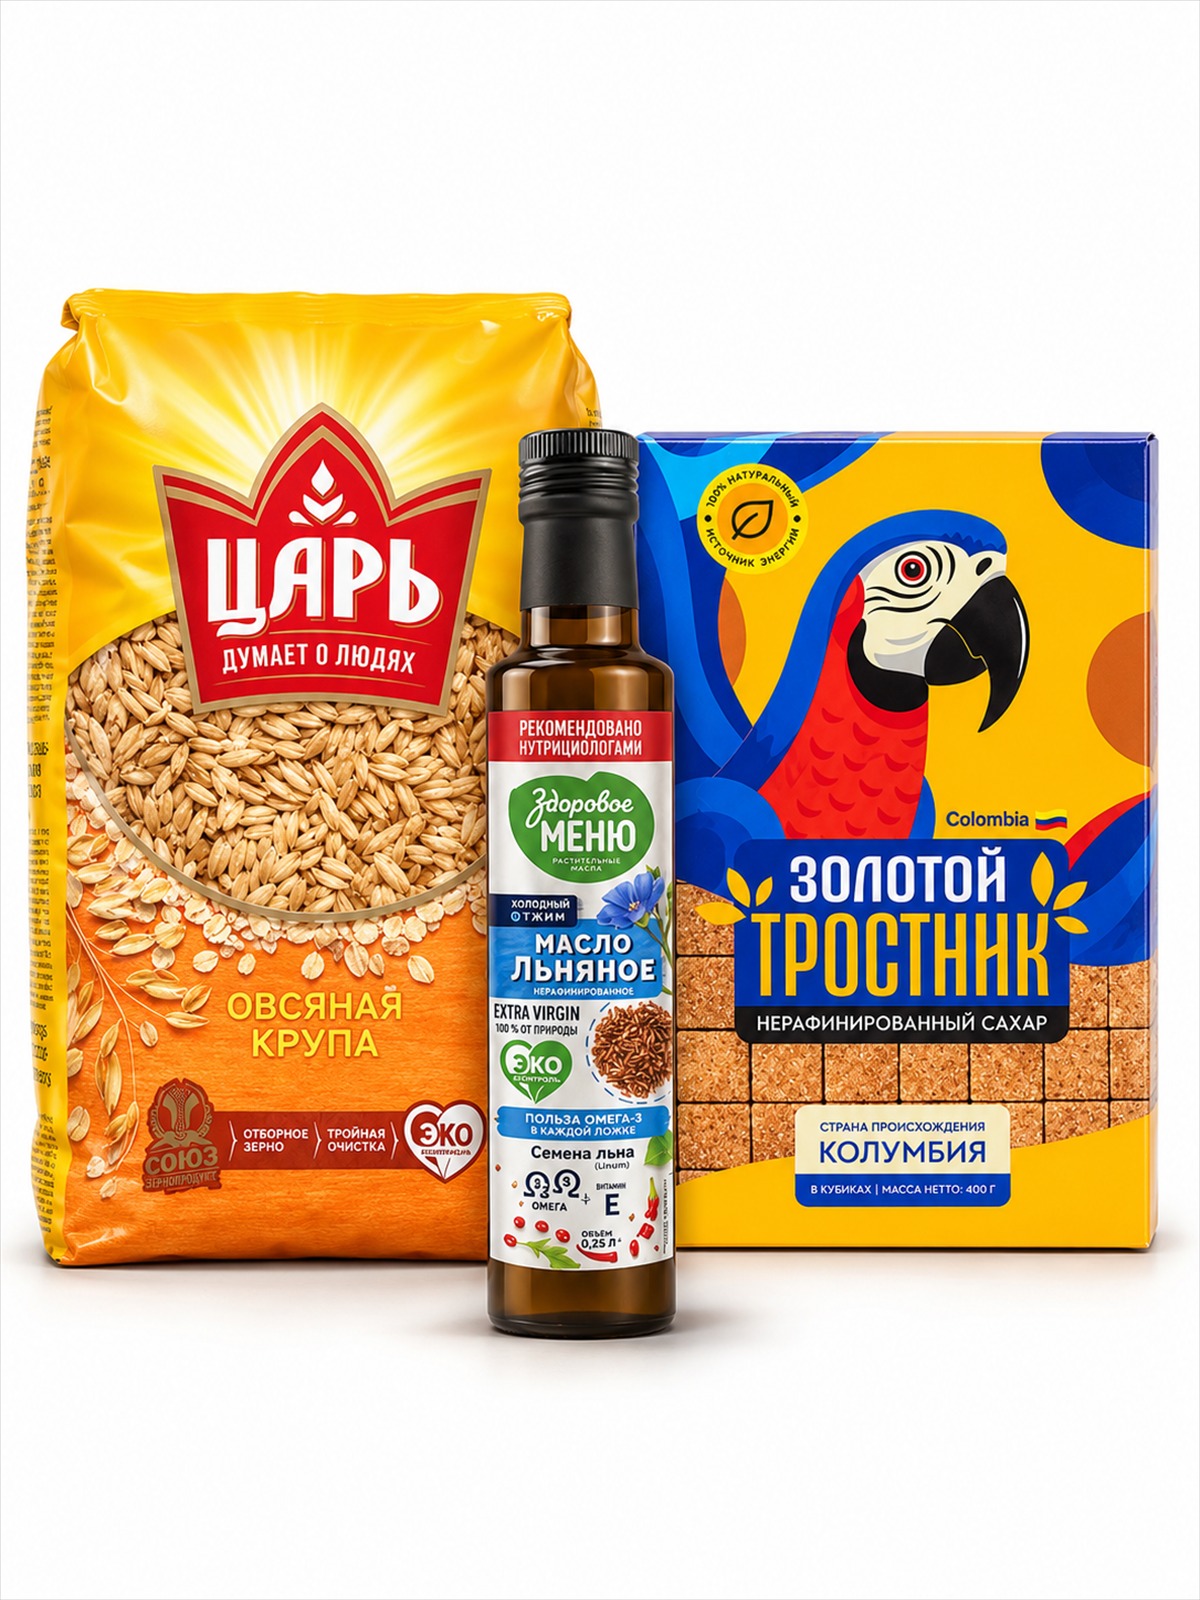 ЦАРЬ
ДУМАЕТ О ЛЮДЯХ
ОВСЯНАЯ
КРУПА
СОЮЗ
ЗЕРНОПРОДУКТ
ОТБОРНОЕ
ЗЕРНО
ТРОЙНАЯ
ОЧИСТКА
ЭКО
РЕКОМЕНДОВАНО
НУТРИЦИОЛОГАМИ
Здоровое
МЕНЮ
РАСТИТЕЛЬНЫЕ
МАСЛА
ХОЛОДНЫЙ
ОТЖИМ
МАСЛО
ЛЬНЯНОЕ
НЕРАФИНИРОВАННОЕ
EXTRA VIRGIN
100 % ОТ ПРИРОДЫ
ЭКО
ПОЛЬЗА ОМЕГА-3
В КАЖДОЙ ЛОЖКЕ
Семена льна
(Linum)
ОМЕГА
+
ВИТАМИН
E
ОБЪЁМ
0,25 Л
100% НАТУРАЛЬНЫЙ
ИСТОЧНИК ЭНЕРГИИ
Colombia
ЗОЛОТОЙ
ТРОСТНИК
НЕРАФИНИРОВАННЫЙ САХАР
СТРАНА ПРОИСХОЖДЕНИЯ
КОЛУМБИЯ
В КУБИКАХ | МАССА НЕТТО: 400 Г